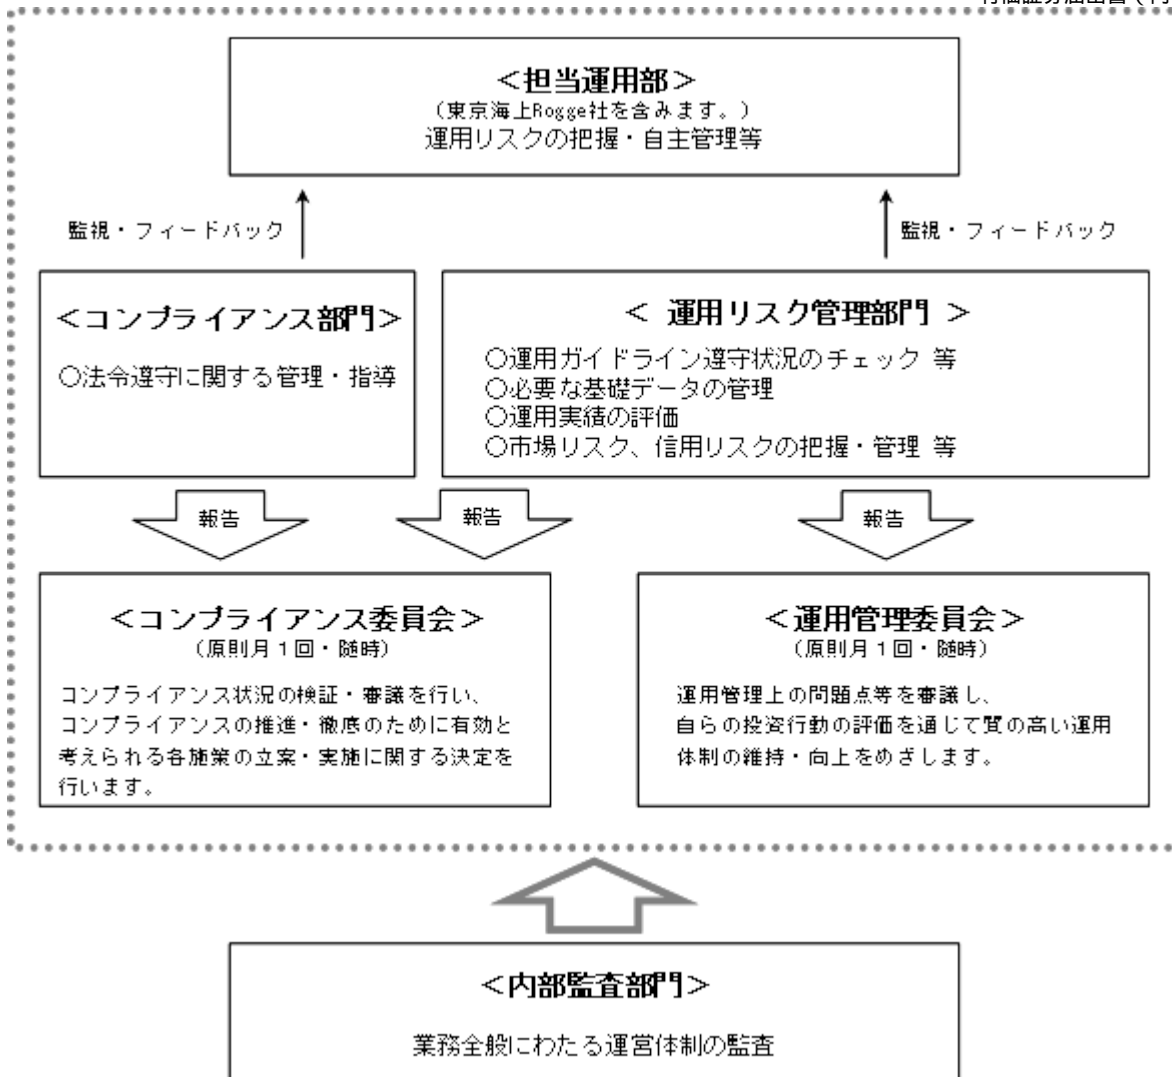 ＜担当運用部＞
（東京海上Rogge社を含みます。）
運用リスクの把握・自主管理等
監視・フィードバック
監視・フィードバック
＜コンプライアンス部門＞
○法令遵守に関する管理・指導
＜ 運用リスク管理部門 ＞
○運用ガイドライン遵守状況のチェック 等
○必要な基礎データの管理
○運用実績の評価
○市場リスク、信用リスクの把握・管理 等
報告
報告
報告
＜コンプライアンス委員会＞
（原則月１回・随時）
コンプライアンス状況の検証・審議を行い、
コンプライアンスの推進・徹底のために有効と
考えられる各施策の立案・実施に関する決定を
行います。
＜運用管理委員会＞
（原則月１回・随時）
運用管理上の問題点等を審議し、
自らの投資行動の評価を通じて質の高い運用
体制の維持・向上をめざします。
＜内部監査部門＞
業務全般にわたる運営体制の監査